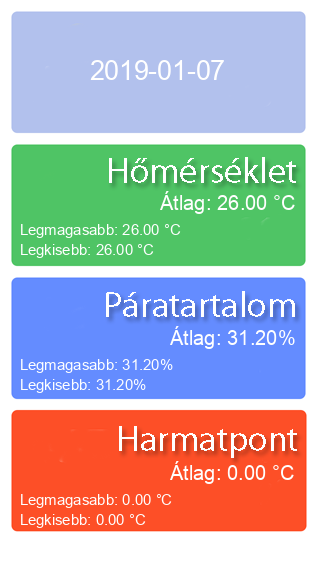 2019-01-07
Hőmérséklet
Átlag: 26.00 °C
Legmagasabb: 26.00 °C
Legkisebb: 26.00 °C
Páratartalom
Átlag: 31.20%
Legmagasabb: 31.20%
Legkisebb: 31.20%
Harmatpont
Átlag: 0.00 °C
Legmagasabb: 0.00 °C
Legkisebb: 0.00 °C